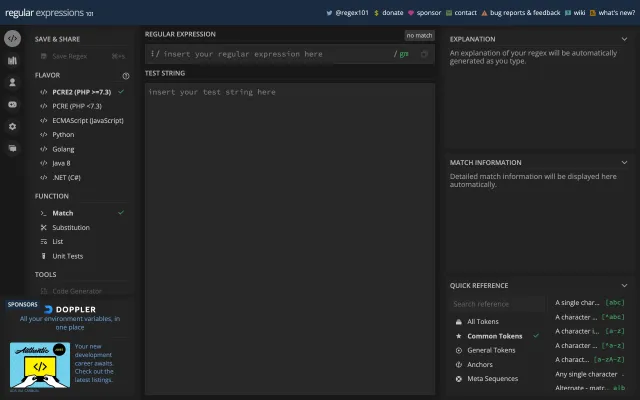 regular expressions 101
@regex101
$ donate
sponsor
contact
bug reports & feedback
wiki
what's new?
SAVE & SHARE
Save Regex ⌘+s
FLAVOR
</> PCRE2 (PHP >=7.3)
</> PCRE (PHP <7.3)
</> ECMAScript (JavaScript)
</> Python
</> Golang
</> Java 8
</> .NET (C#)
FUNCTION
Match
Substitution
List
Unit Tests
TOOLS
Code Generator
SPONSORS
DOPPLER
All your environment variables, in
one place
Authentic
</>
Your new
development
career awaits.
Check out the
latest listings.
REGULAR EXPRESSION
no match
/ insert your regular expression here / gm
TEST STRING
insert your test string here
EXPLANATION
An explanation of your regex will be automatically
generated as you type.
MATCH INFORMATION
Detailed match information will be displayed here
automatically.
QUICK REFERENCE
Search reference
All Tokens
Common Tokens
General Tokens
Anchors
Meta Sequences
A single char... [abc]
A character ... [^abc]
A character i... [a-z]
A character ... [^a-z]
A charact... [a-zA-Z]
Any single character .
Alternate - matc... a|b